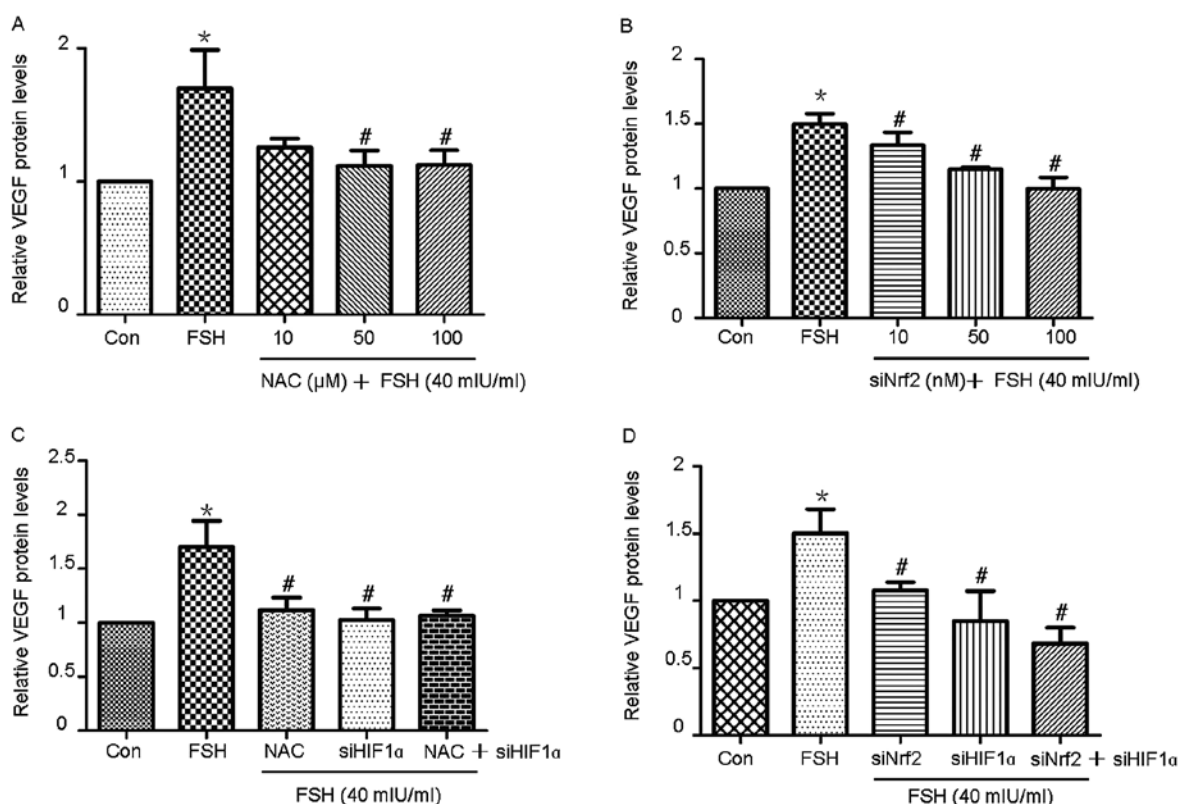 A
Relative VEGF protein levels
2
1
0
*
#
#
Con
FSH
10
50
100
NAC (µM) + FSH (40 mIU/ml)
B
Relative VEGF protein levels
2
1.5
1
0.5
0
*
#
#
#
Con
FSH
10
50
100
siNrf2 (nM)+ FSH (40 mIU/ml)
C
Relative VEGF protein levels
2.5
2
1.5
1
0.5
0
*
#
#
#
Con
FSH
NAC
siHIF1α
NAC + siHIF1α
FSH (40 mIU/ml)
D
Relative VEGF protein levels
2
1.5
1
0.5
0
*
#
#
#
Con
FSH
siNrf2
siHIF1α
siNrf2 + siHIF1α
FSH (40 mIU/ml)